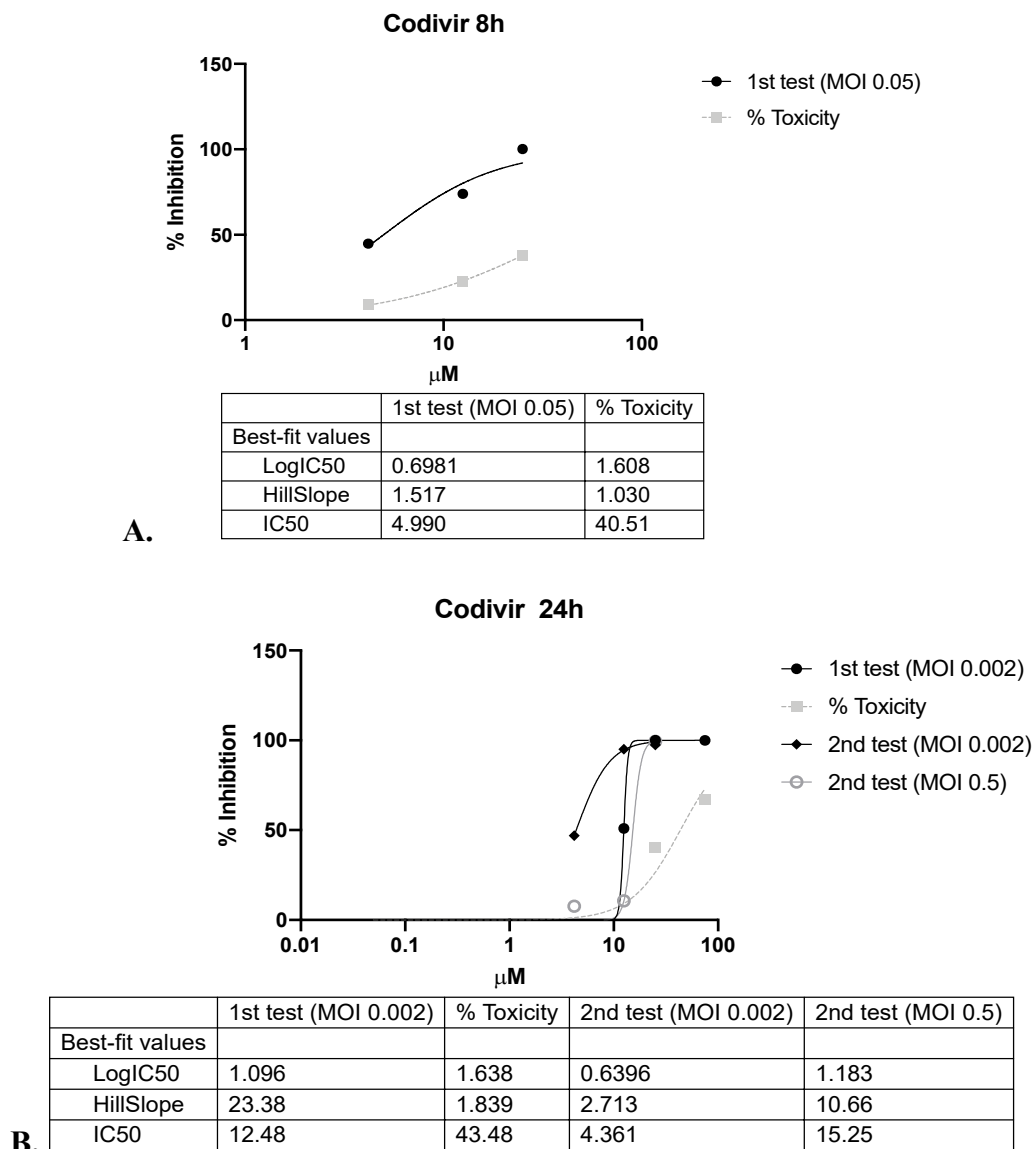 Codivir 8h
150
100
50
0
% Inhibition
1 10 100
μM
1st test (MOI 0.05)
% Toxicity
1st test (MOI 0.05) % Toxicity
Best-fit values
LogIC50 0.6981 1.608
HillSlope 1.517 1.030
IC50 4.990 40.51
A.
Codivir 24h
150
100
50
0
% Inhibition
0.01 0.1 1 10 100
μM
1st test (MOI 0.002)
% Toxicity
2nd test (MOI 0.002)
2nd test (MOI 0.5)
1st test (MOI 0.002) % Toxicity 2nd test (MOI 0.002) 2nd test (MOI 0.5)
Best-fit values
LogIC50 1.096 1.638 0.6396 1.183
HillSlope 23.38 1.839 2.713 10.66
IC50 12.48 43.48 4.361 15.25
B.